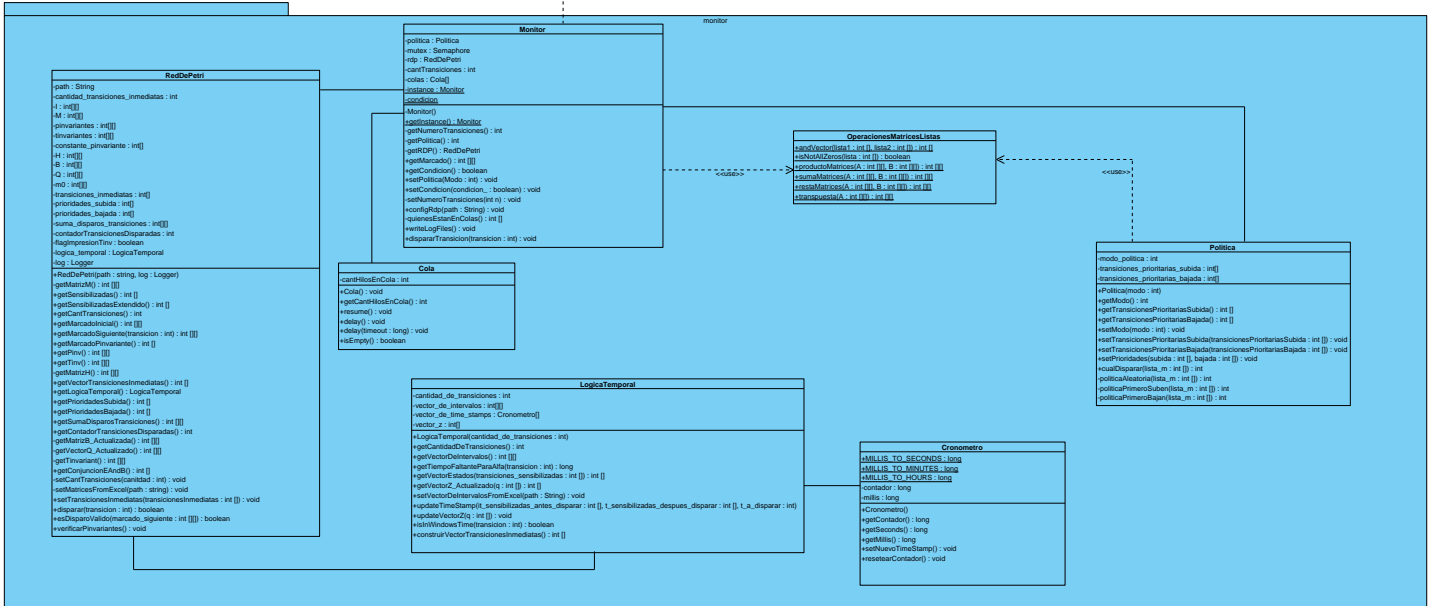 monitor
Monitor
-politica : Politica
-mutex : Semaphore
-rdp : RedDePetri
-cantTransiciones : int
-colas : Cola[]
-instance : Monitor
-condicion
-Monitor()
+getInstance() : Monitor
-getNumeroTransiciones() : int
-getPolitica() : int
-getRDP() : RedDePetri
+getMarcado() : int [][]
+getCondicion() : boolean
+setPolitica(Modo : int) : void
+setCondicion(condicion_ : boolean) : void
-setNumeroTransiciones(int n) : void
+configRdp(path : String) : void
-quienesEstanEnColas() : int []
+writeLogFiles() : void
+dispararTransicion(transicion : int) : void
RedDePetri
-path : String
-cantidad_transiciones_inmediatas : int
-I : int[][]
-M : int[][]
-pinvariantes : int[][]
-tinvariantes : int[][]
-constante_pinvariante : int[]
-H : int[][]
-B : int[][]
-Q : int[][]
-m0 : int[][]
-transiciones_inmediatas : int[]
-prioridades_subida : int[]
-prioridades_bajada : int[]
-suma_disparos_transiciones : int[][]
-contadorTransicionesDisparadas : int
-flagImpresionTinv : boolean
-logica_temporal : LogicaTemporal
-log : Logger
+RedDePetri(path : string, log : Logger)
-getMatrizM() : int [][]
+getSensibilizadas() : int []
+getSensibilizadasExtendido() : int []
+getCantTransiciones() : int
+getMarcadoInicial() : int [][]
+getMarcadoSiguiente(transicion : int) : int [][]
+getMarcadoPinvariante() : int []
+getPinv() : int [][]
+getTinv() : int [][]
-getMatrizH() : int [][]
+getVectorTransicionesInmediatas() : int []
+getLogicaTemporal() : LogicaTemporal
+getPrioridadesSubida() : int []
+getPrioridadesBajada() : int []
+getSumaDisparosTransiciones() : int [][]
+getContadorTransicionesDisparadas() : int
-getMatrizB_Actualizado() : int [][]
-getVectorQ_Actualizado() : int [][]
-getTinvariant() : int [][]
+getConjuncionEAndB() : int []
-setCantTransiciones(canitdad : int) : void
-setMatricesFromExcel(path : string) : void
+setTransicionesInmediatas(transicionesInmediatas : int []) : void
+disparar(transicion : int) : boolean
+esDisparoValido(marcado_siguiente : int [][]) : boolean
+verificarPinvariantes() : void
OperacionesMatricesListas
+andVector(lista1 : int [], lista2 : int []) : int []
+isNotAllZeros(lista : int []) : boolean
+productoMatrices(A : int [][], B : int [][]) : int [][]
+sumaMatrices(A : int [][], B : int [][]) : int [][]
+restaMatrices(A : int [][], B : int [][]) : int [][]
+transpuesta(A : int [][]) : int [][]
<<use>>
<<use>>
Politica
-modo_politica : int
-transiciones_prioritarias_subida : int[]
-transiciones_prioritarias_bajada : int[]
+Politica(modo : int)
+getModo() : int
+getTransicionesPrioritariasSubida() : int []
+getTransicionesPrioritariasBajada() : int []
+setModo(modo : int) : void
+setTransicionesPrioritariasSubida(transicionesPrioritariasSubida : int []) : void
+setTransicionesPrioritariasBajada(transicionesPrioritariasBajada : int []) : void
+setPrioridades(subida : int [], bajada : int []) : void
+cualDisparar(lista_m : int []) : int
-politicaAleatoria(lista_m : int []) : int
-politicaPrimeroSuben(lista_m : int []) : int
-politicaPrimeroBajan(lista_m : int []) : int
Cola
-cantHilosEnCola : int
+Cola() : void
+getCantHilosEnCola() : int
+resume() : void
+delay() : void
+delay(timeout : long) : void
+isEmpty() : boolean
LogicaTemporal
-cantidad_de_transiciones : int
-vector_de_intervalos : int[][]
-vector_de_time_stamps : Cronometro[]
-vector_z : int[]
+LogicaTemporal(cantidad_de_transiciones : int)
+getCantidadDeTransiciones() : int
+getVectorDeIntervalos() : int [][]
+getTiempoFaltanteParaAlfa(transicion : int) : long
+getVectorEstados(transiciones_sensibilizadas : int []) : int []
+getVectorZ_Actualizado(q : int []) : int []
+setVectorDeIntervalosFromExcel(path : String) : void
+updateTimeStamp(it_sensibilizadas_antes_disparar : int [], t_sensibilizadas_despues_disparar : int [], t_a_disparar : int)
+updateVectorZ(q : int []) : void
+isInWindowsTime(transicion : int) : boolean
+construirVectorTransicionesInmediatas() : int []
Cronometro
+MILLIS_TO_SECONDS : long
+MILLIS_TO_MINUTES : long
+MILLIS_TO_HOURS : long
-contador : long
-millis : long
+Cronometro()
+getContador() : long
+getSeconds() : long
+getMillis() : long
+setNuevoTimeStamp() : void
+resetearContador() : void